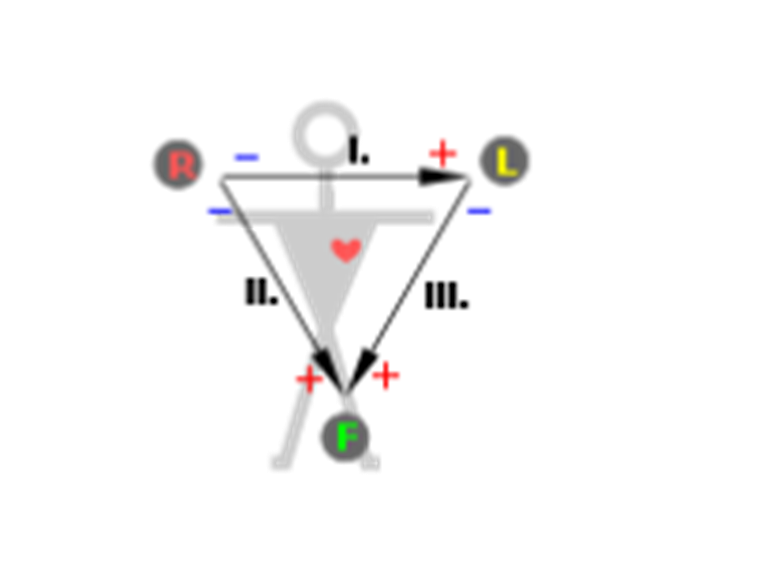 I.
R − + L
− −
II. III.
+ +
F